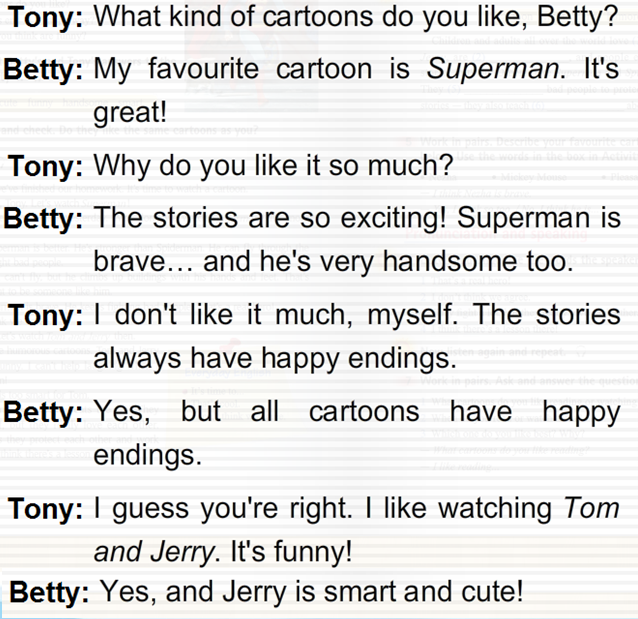 Tony: What kind of cartoons do you like, Betty?
Betty: My favourite cartoon is Superman. It's
great!
Tony: Why do you like it so much?
Betty: The stories are so exciting! Superman is
brave… and he's very handsome too.
Tony: I don't like it much, myself. The stories
always have happy endings.
Betty: Yes, but all cartoons have happy
endings.
Tony: I guess you're right. I like watching Tom
and Jerry. It's funny!
Betty: Yes, and Jerry is smart and cute!